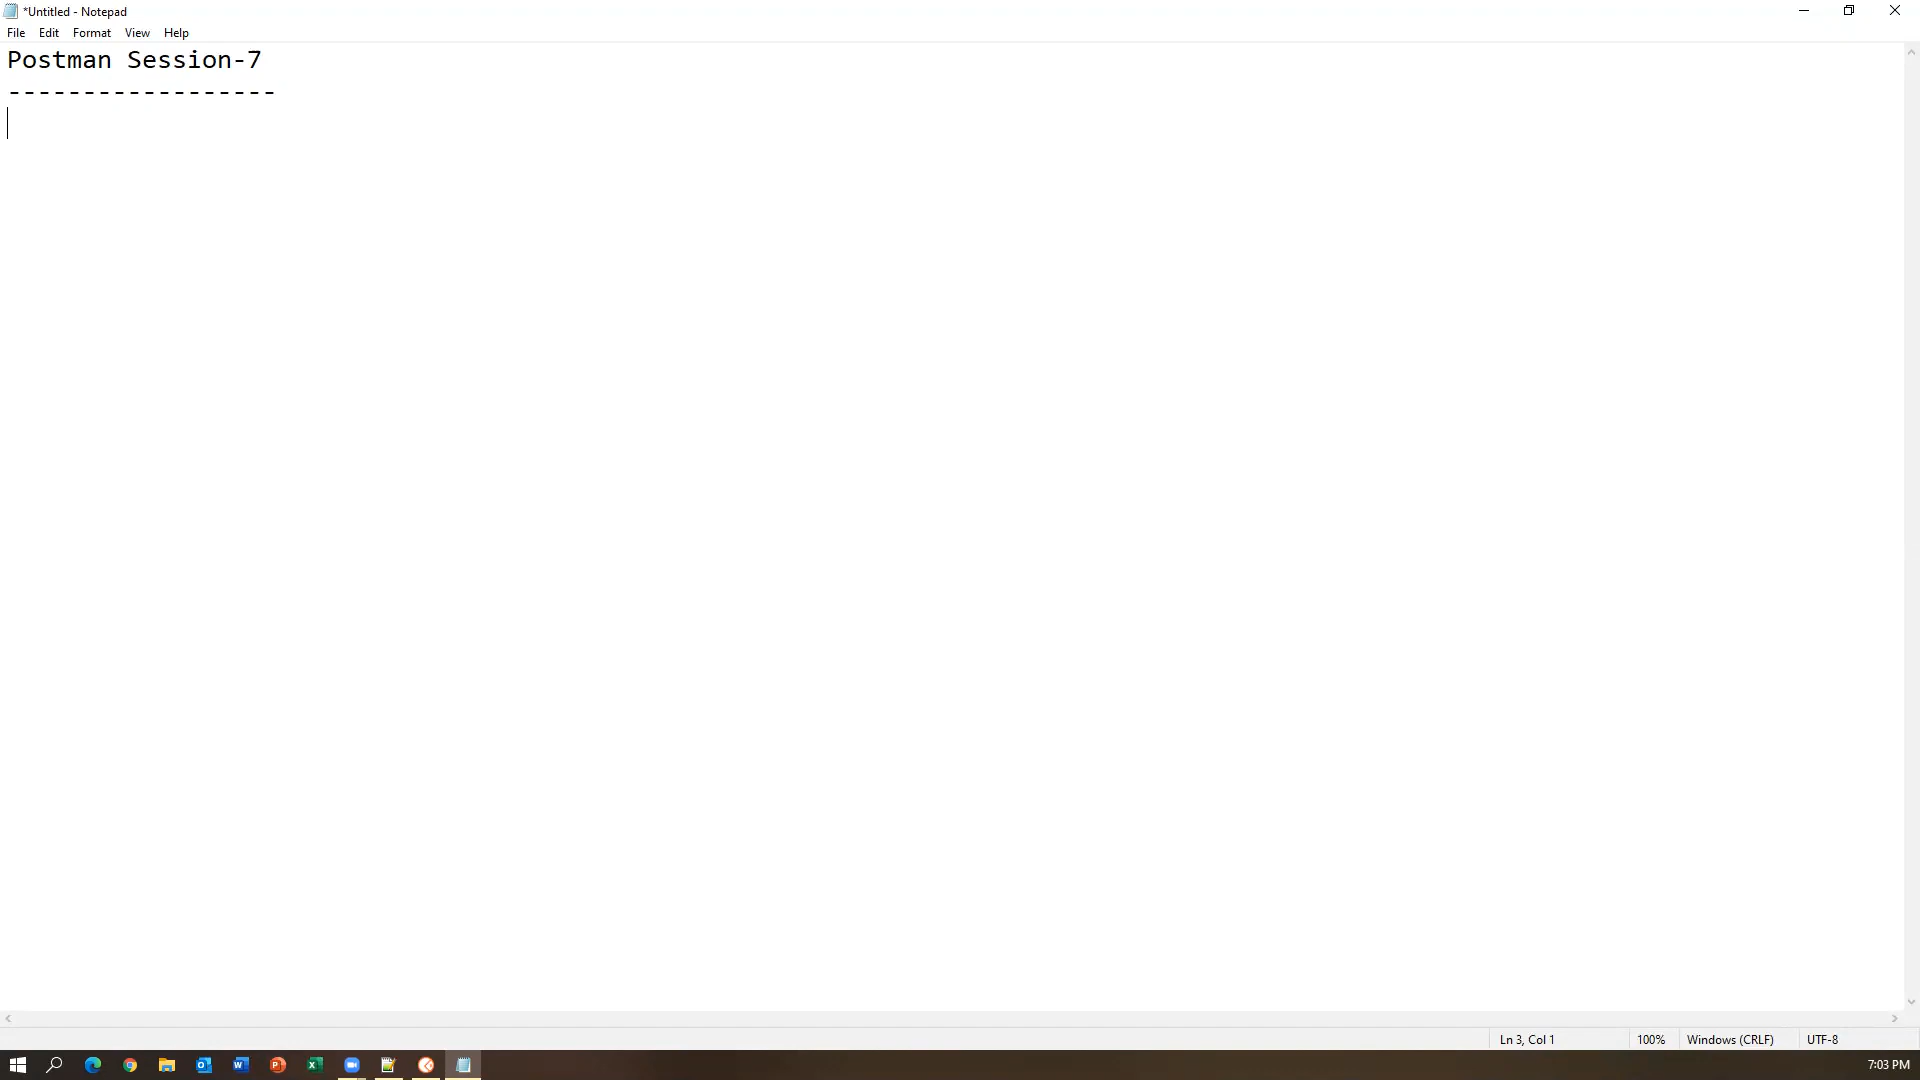 *Untitled - Notepad
File Edit Format View Help
Postman Session-7
------------------
Ln 3, Col 1 100% Windows (CRLF) UTF-8
7:03 PM